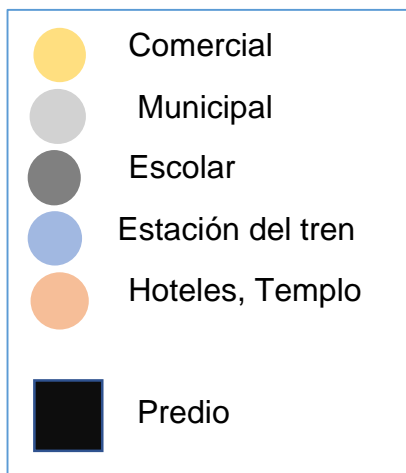 Comercial
Municipal
Escolar
Estación del tren
Hoteles, Templo
Predio